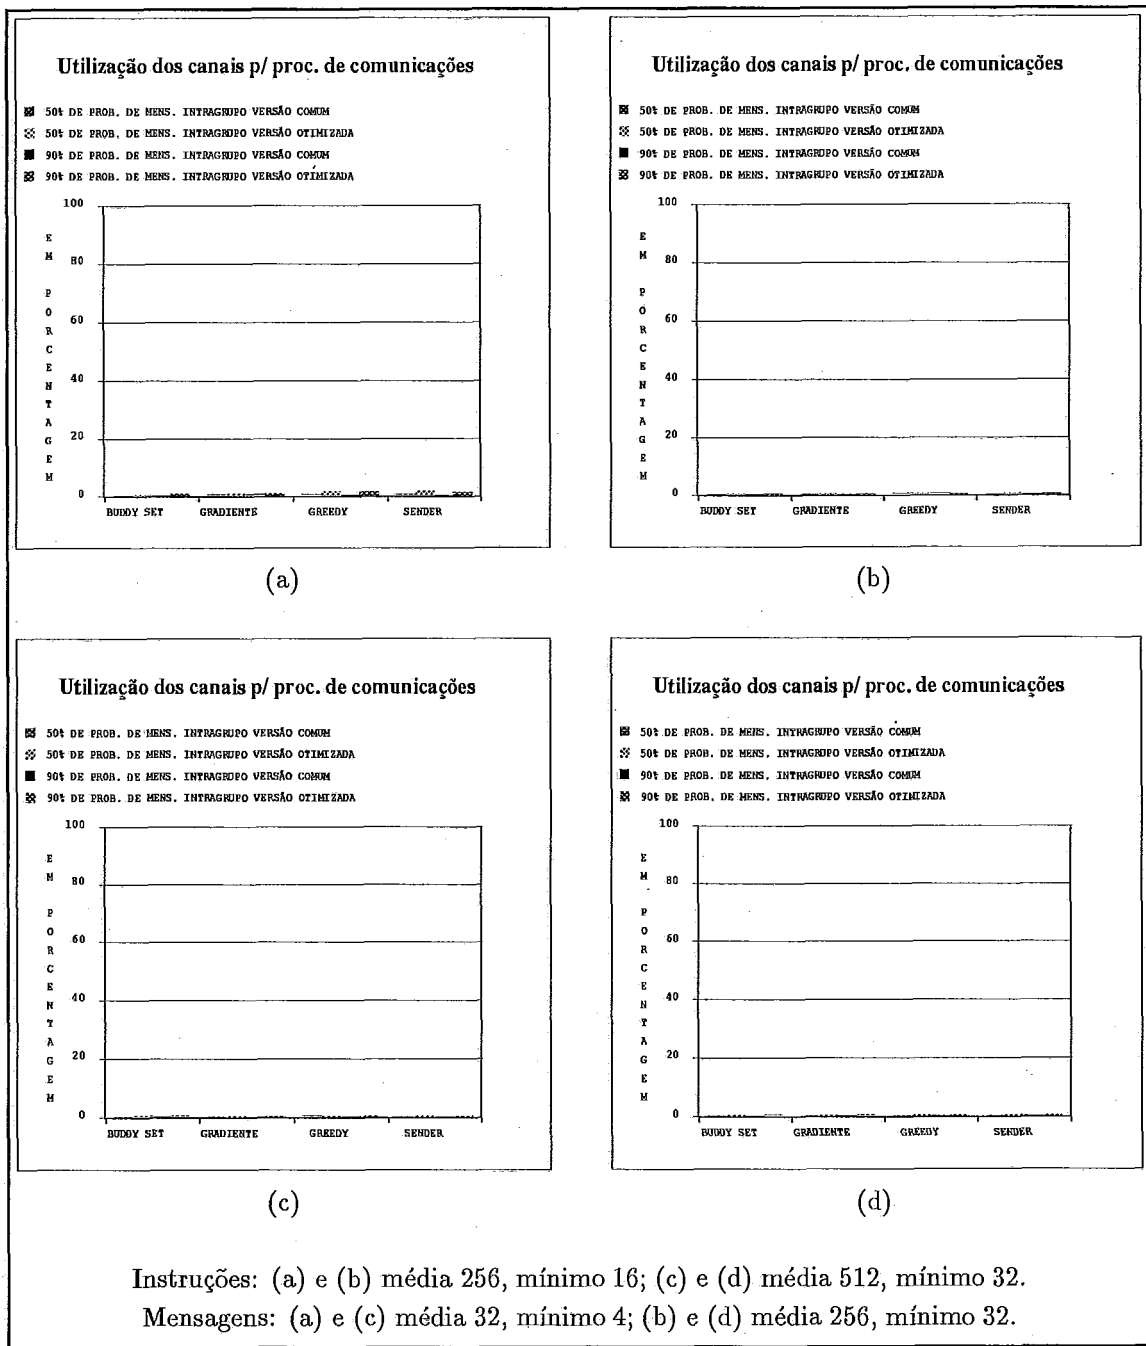 Utilização dos canais p/ proc. de comunicações
50% DE PROB. DE MENS. INTRAGRUPO VERSÃO COMUM
50% DE PROB. DE MENS. INTRAGRUPO VERSÃO OTIMIZADA
90% DE PROB. DE MENS. INTRAGRUPO VERSÃO COMUM
90% DE PROB. DE MENS. INTRAGRUPO VERSÃO OTIMIZADA
EM PORCENTAGEM
100
80
60
40
20
0
BUDDY SET GRADIENTE GREEDY SENDER
(a)
Utilização dos canais p/ proc. de comunicações
50% DE PROB. DE MENS. INTRAGRUPO VERSÃO COMUM
50% DE PROB. DE MENS. INTRAGRUPO VERSÃO OTIMIZADA
90% DE PROB. DE MENS. INTRAGRUPO VERSÃO COMUM
90% DE PROB. DE MENS. INTRAGRUPO VERSÃO OTIMIZADA
EM PORCENTAGEM
100
80
60
40
20
0
BUDDY SET GRADIENTE GREEDY SENDER
(b)
Utilização dos canais p/ proc. de comunicações
50% DE PROB. DE MENS. INTRAGRUPO VERSÃO COMUM
50% DE PROB. DE MENS. INTRAGRUPO VERSÃO OTIMIZADA
90% DE PROB. DE MENS. INTRAGRUPO VERSÃO COMUM
90% DE PROB. DE MENS. INTRAGRUPO VERSÃO OTIMIZADA
EM PORCENTAGEM
100
80
60
40
20
0
BUDDY SET GRADIENTE GREEDY SENDER
(c)
Utilização dos canais p/ proc. de comunicações
50% DE PROB. DE MENS. INTRAGRUPO VERSÃO COMUM
50% DE PROB. DE MENS. INTRAGRUPO VERSÃO OTIMIZADA
90% DE PROB. DE MENS. INTRAGRUPO VERSÃO COMUM
90% DE PROB. DE MENS. INTRAGRUPO VERSÃO OTIMIZADA
EM PORCENTAGEM
100
80
60
40
20
0
BUDDY SET GRADIENTE GREEDY SENDER
(d)
Instruções: (a) e (b) média 256, mínimo 16; (c) e (d) média 512, mínimo 32.
Mensagens: (a) e (c) média 32, mínimo 4; (b) e (d) média 256, mínimo 32.